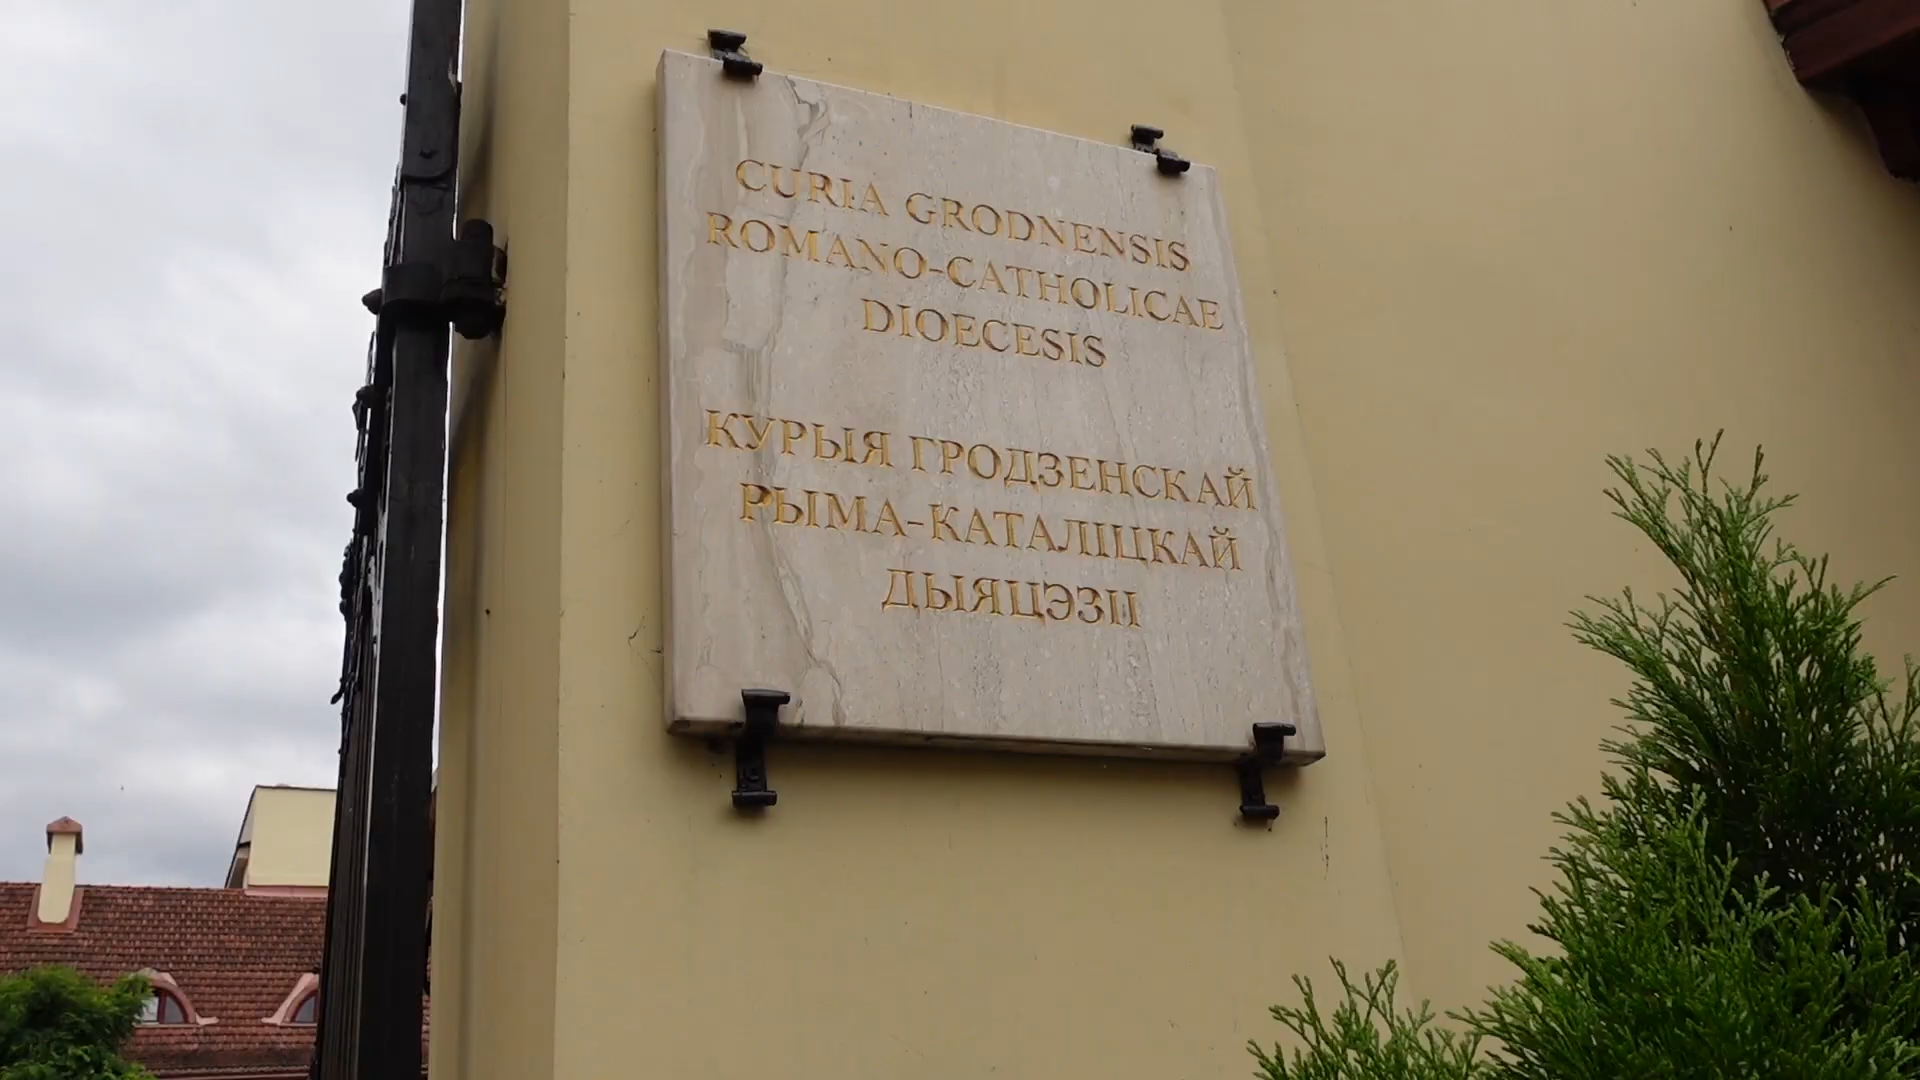 CURIA GRODNENSIS
ROMANO-CATHOLICAE
DIOECESIS
КУРЫЯ ГРОДЗЕНСКАЙ
РЫМА-КАТАЛІЦКАЙ
ДЫЯЦЭЗІІ